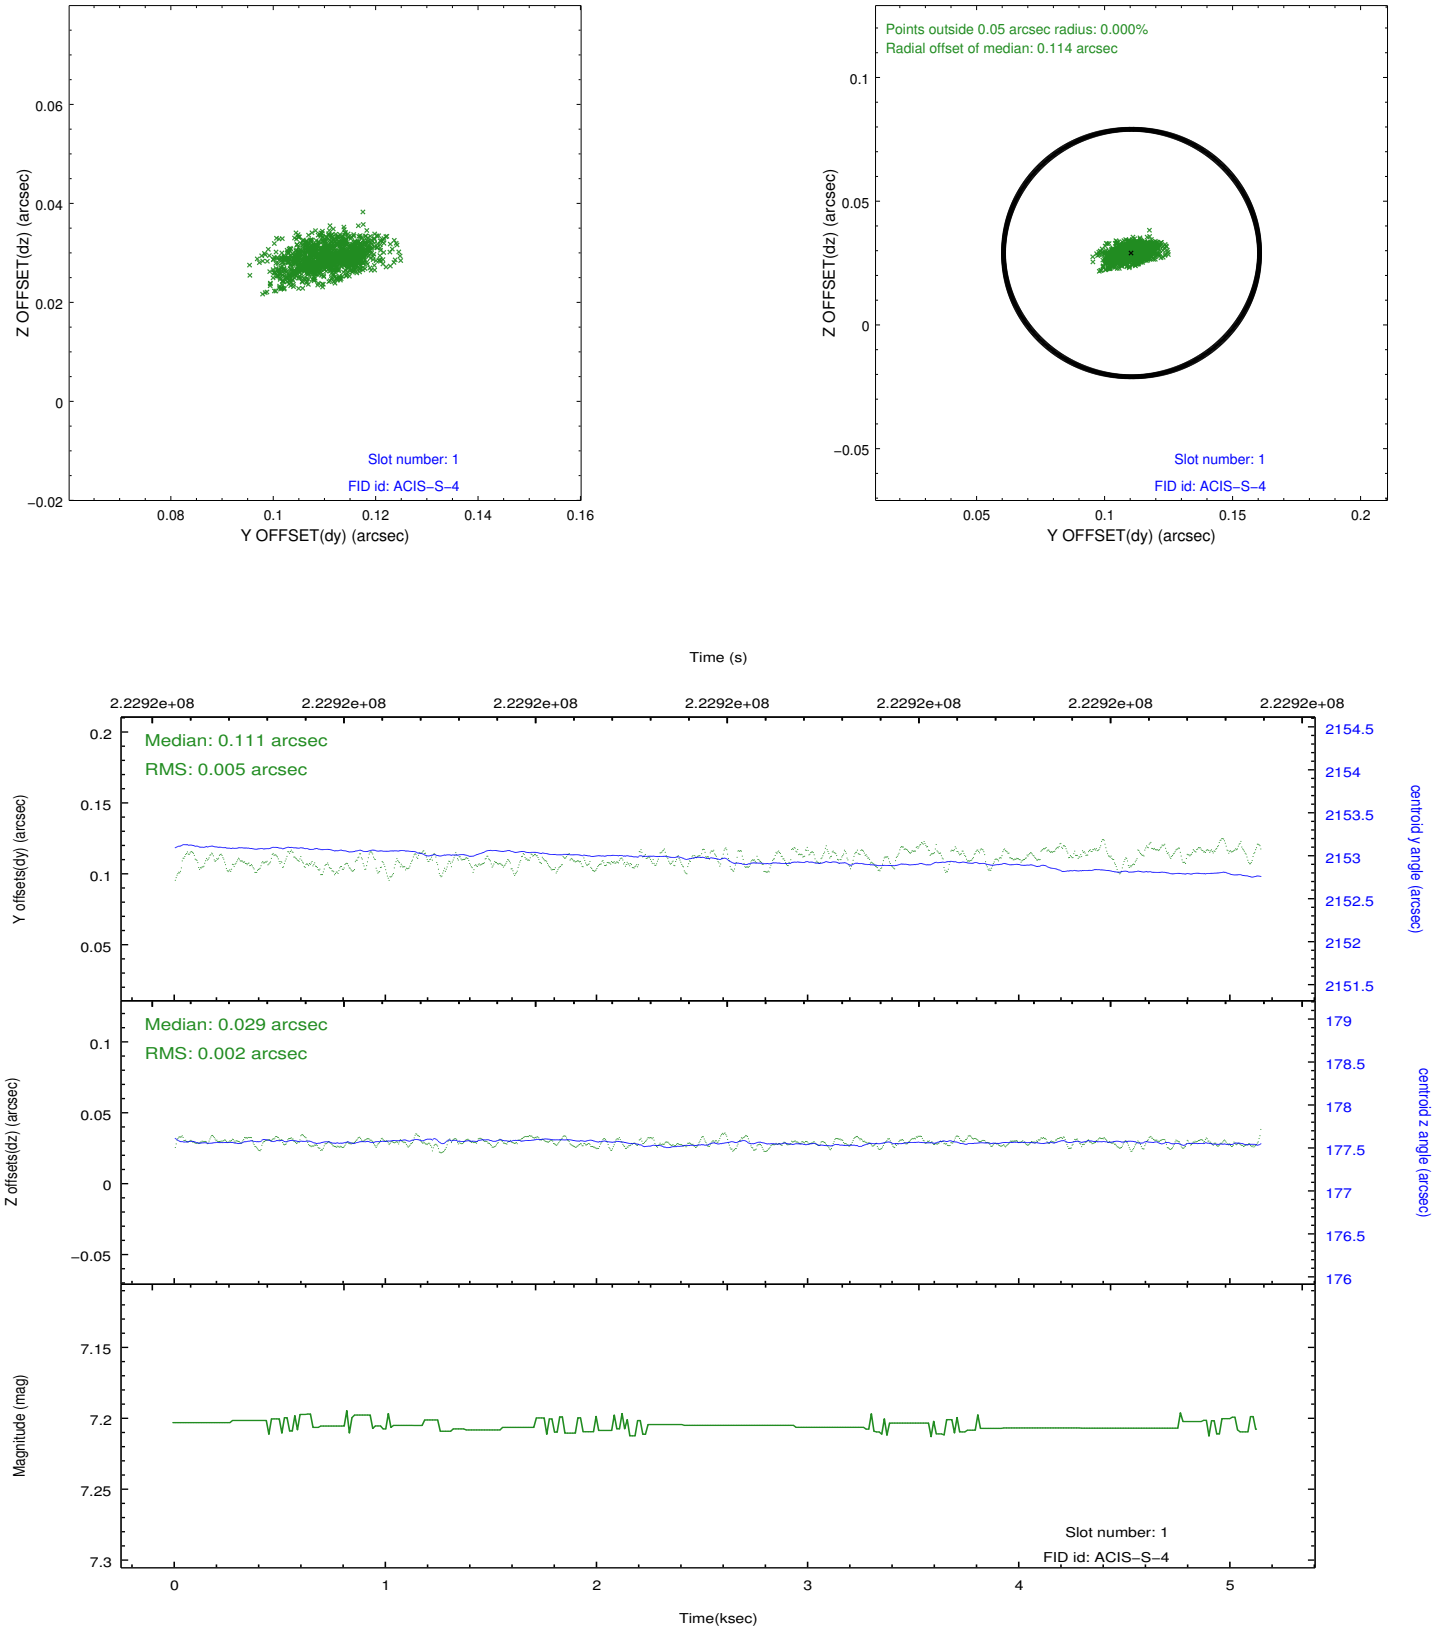 0.06
0.04
0.02
0
−0.02
Z OFFSET(dz) (arcsec)
Slot number: 1
FID id: ACIS−S−4
0.08 0.1 0.12 0.14 0.16
Y OFFSET(dy) (arcsec)
Points outside 0.05 arcsec radius: 0.000%
Radial offset of median: 0.114 arcsec
0.1
0.05
0
−0.05
Z OFFSET(dz) (arcsec)
Slot number: 1
FID id: ACIS−S−4
0.05 0.1 0.15 0.2
Y OFFSET(dy) (arcsec)
Time (s)
2.2292e+08 2.2292e+08 2.2292e+08 2.2292e+08 2.2292e+08 2.2292e+08 2.2292e+08
Median: 0.111 arcsec
RMS: 0.005 arcsec
0.2
0.15
0.1
0.05
Y offsets(dy) (arcsec)
2154.5
2154
2153.5
2153
2152.5
2152
2151.5
centroid y angle (arcsec)
Median: 0.029 arcsec
RMS: 0.002 arcsec
0.1
0.05
0
−0.05
Z offsets(dz) (arcsec)
179
178.5
178
177.5
177
176.5
176
centroid z angle (arcsec)
7.15
7.2
7.25
7.3
Magnitude (mag)
Slot number: 1
FID id: ACIS−S−4
0 1 2 3 4 5
Time(ksec)